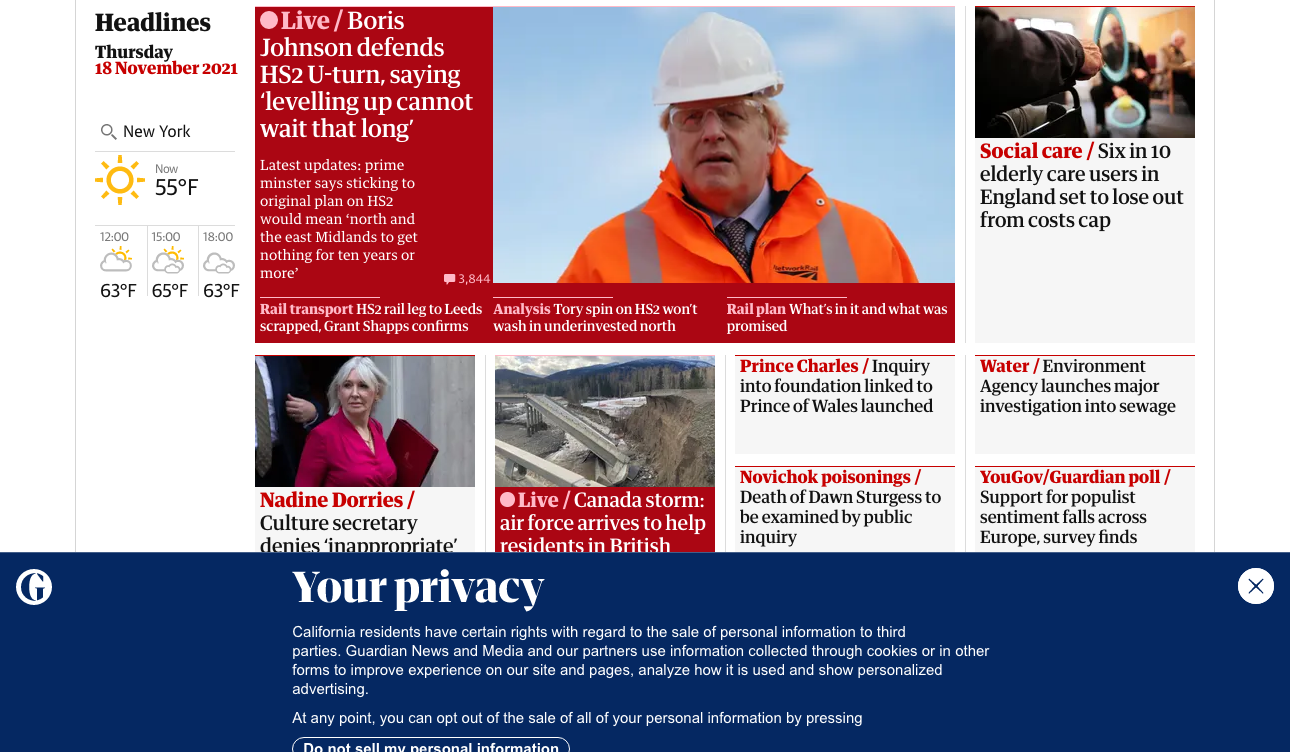 Headlines
Thursday
18 November 2021
New York
Now
55°F
12:00
15:00
18:00
63°F
65°F
63°F
Live / Boris
Johnson defends
HS2 U-turn, saying
‘levelling up cannot
wait that long’
Latest updates: prime
minster says sticking to
original plan on HS2
would mean ‘north and
the east Midlands to get
nothing for ten years or
more’
3,844
NetworkRail
Rail transport HS2 rail leg to Leeds
scrapped, Grant Shapps confirms
Analysis Tory spin on HS2 won’t
wash in underinvested north
Rail plan What’s in it and what was
promised
Social care / Six in 10
elderly care users in
England set to lose out
from costs cap
Nadine Dorries /
Culture secretary
denies ‘inappropriate’
Live / Canada storm:
air force arrives to help
residents in British
Prince Charles / Inquiry
into foundation linked to
Prince of Wales launched
Water / Environment
Agency launches major
investigation into sewage
Novichok poisonings /
Death of Dawn Sturgess to
be examined by public
inquiry
YouGov/Guardian poll /
Support for populist
sentiment falls across
Europe, survey finds
G
Your privacy
California residents have certain rights with regard to the sale of personal information to third
parties. Guardian News and Media and our partners use information collected through cookies or in other
forms to improve experience on our site and pages, analyze how it is used and show personalized
advertising.
At any point, you can opt out of the sale of all of your personal information by pressing
Do not sell my personal information